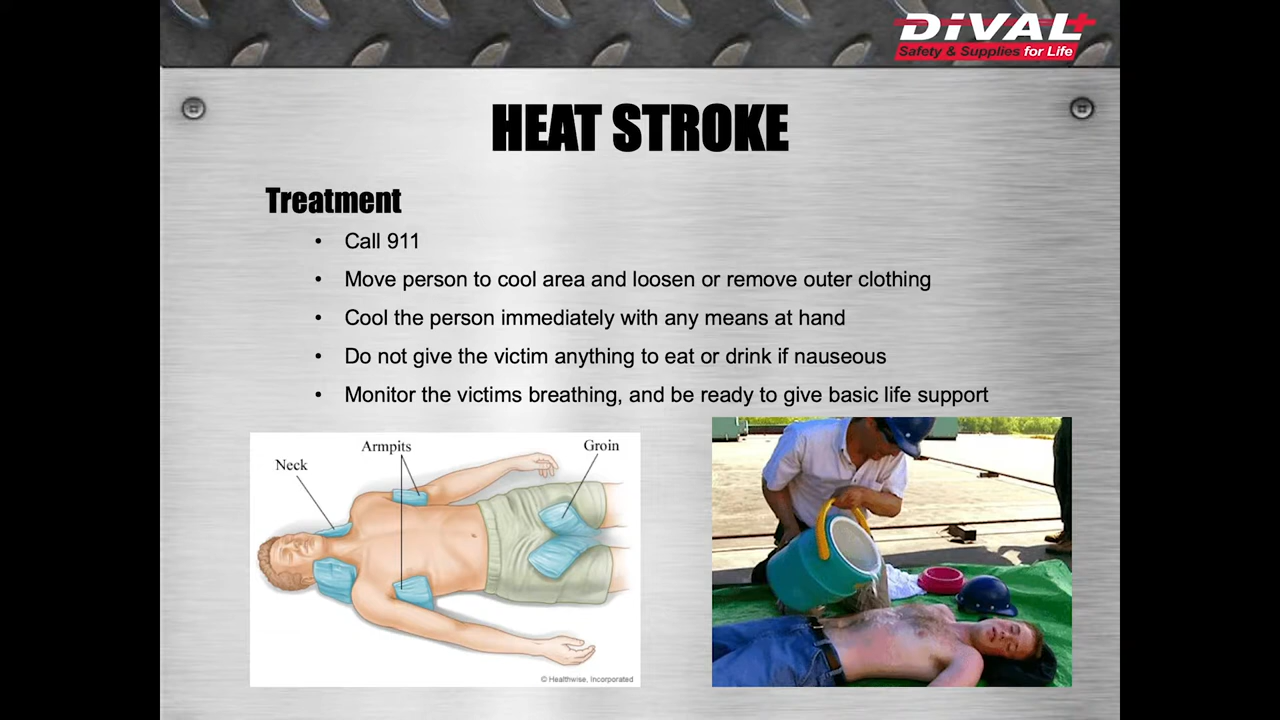 DiVAL
Safety & Supplies for Life
HEAT STROKE
Treatment
• Call 911
• Move person to cool area and loosen or remove outer clothing
• Cool the person immediately with any means at hand
• Do not give the victim anything to eat or drink if nauseous
• Monitor the victims breathing, and be ready to give basic life support
Armpits
Groin
Neck
© Healthwise, Incorporated